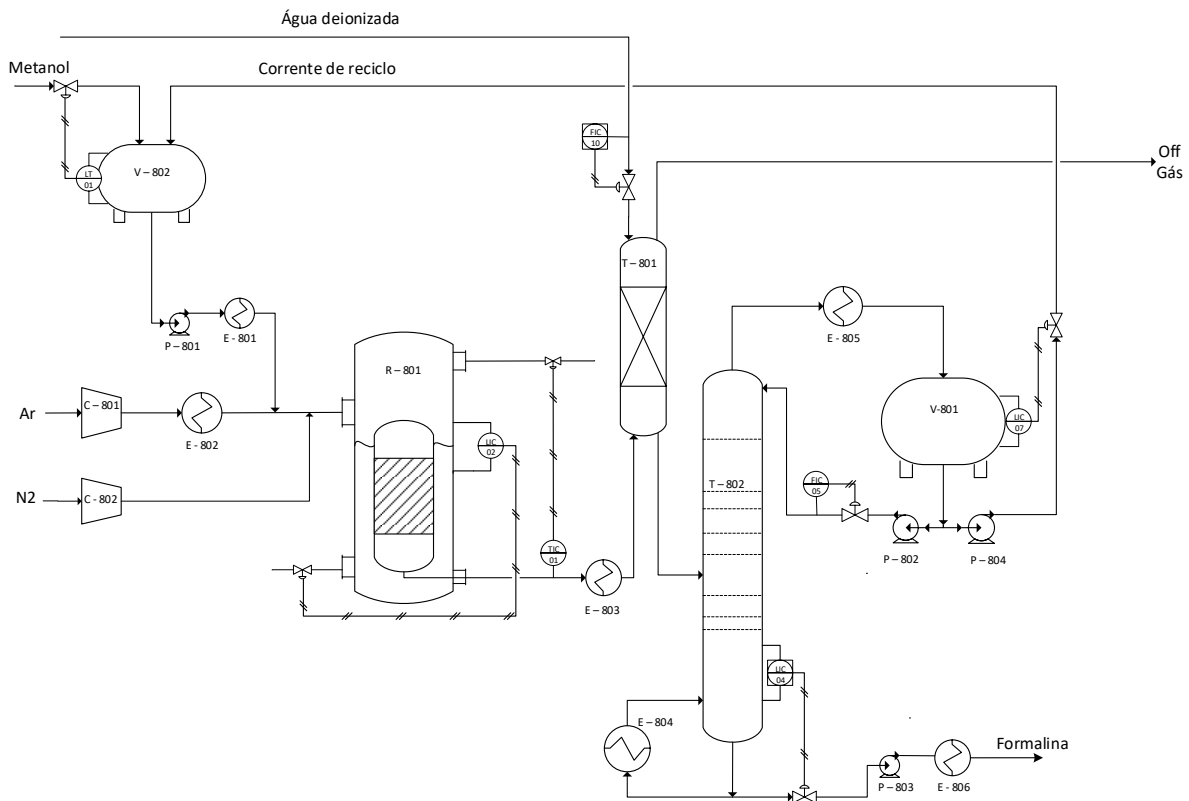 Água deionizada
Metanol
Corrente de reciclo
FIC
10
Off
Gás
LT
01
V – 802
T – 801
P – 801
E - 801
E - 805
R – 801
Ar
C – 801
E - 802
LIC
02
V-801
LIC
07
T – 802
FIC
05
N2
C - 802
P – 802
P – 804
TIC
01
E – 803
LIC
04
E – 804
Formalina
P – 803
E - 806